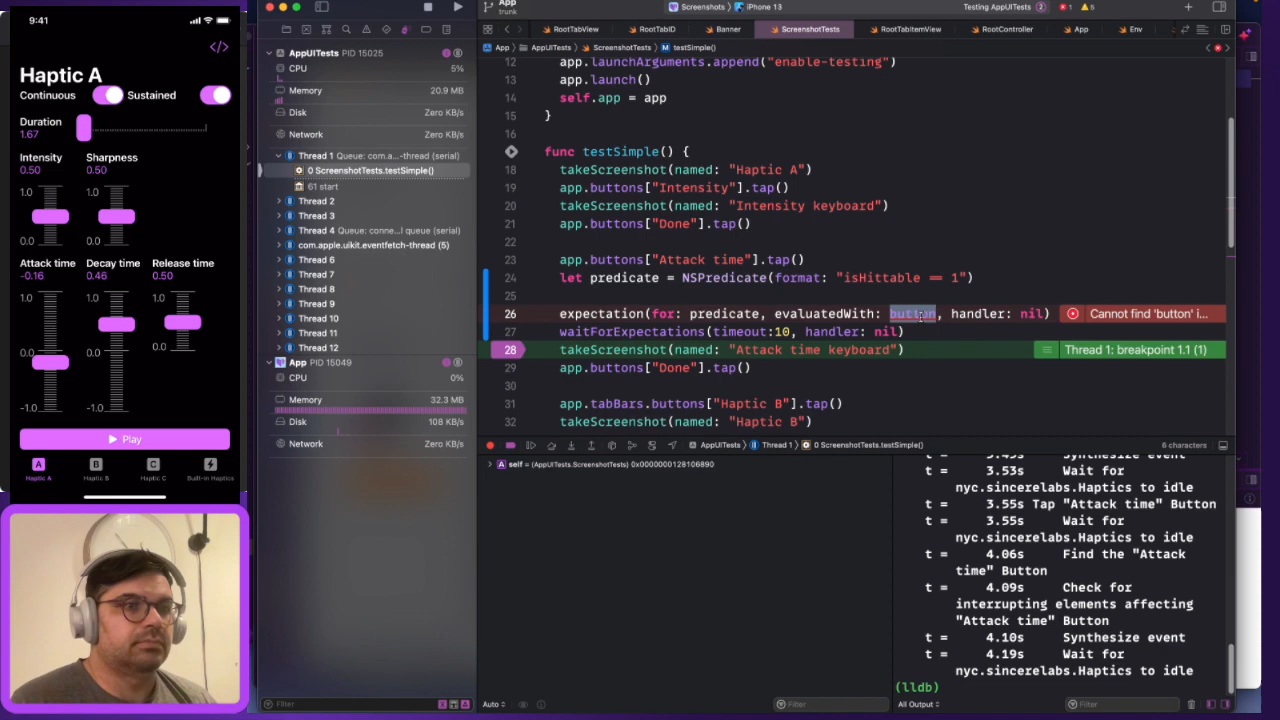 9:41
</>
Haptic A
Continuous
Sustained
Duration
1.67
Intensity
Sharpness
0.50
0.50
1.0
1.0
0.0
0.0
Attack time
Decay time
Release time
-0.16
0.46
0.50
1.0
1.0
1.0
0.0
-1.0
-1.0
Play
A
B
C
Haptic A
Haptic B
Haptic C
Built-in Haptics
AppUITests PID 15025
CPU
5%
Memory
20.9 MB
Disk
Zero KB/s
Network
Zero KB/s
Thread 1 Queue: com.a...-thread (serial)
0 ScreenshotTests.testSimple()
61 start
Thread 2
Thread 3
Thread 4 Queue: conne...l queue (serial)
com.apple.uikit.eventfetch-thread (5)
Thread 6
Thread 7
Thread 8
Thread 9
Thread 10
Thread 11
Thread 12
App PID 15049
CPU
0%
Memory
32.3 MB
Disk
108 KB/s
Network
Zero KB/s
Filter
App
trunk
Screenshots
iPhone 13
Testing AppUITests
2
1
5
RootTabView
RootTabID
Banner
ScreenshotTests
RootTabItemView
RootController
App
Env
App
AppUITests
ScreenshotTests
testSimple()
12 app.launchArguments.append("enable-testing")
13 app.launch()
14 self.app = app
15 }
16
func testSimple() {
18 takeScreenshot(named: "Haptic A")
19 app.buttons["Intensity"].tap()
20 takeScreenshot(named: "Intensity keyboard")
21 app.buttons["Done"].tap()
22
23 app.buttons["Attack time"].tap()
24 let predicate = NSPredicate(format: "isHittable == 1")
25
26 expectation(for: predicate, evaluatedWith: button, handler: nil)
Cannot find 'button' i...
27 waitForExpectations(timeout:10, handler: nil)
28 takeScreenshot(named: "Attack time keyboard")
Thread 1: breakpoint 1.1 (1)
29 app.buttons["Done"].tap()
30
31 app.tabBars.buttons["Haptic B"].tap()
32 takeScreenshot(named: "Haptic B")
AppUITests
Thread 1
0 ScreenshotTests.testSimple()
6 characters
A self = (AppUITests.ScreenshotTests) 0x0000000128106890
Synthesize event
t = 3.53s Wait for
nyc.sincerelabs.Haptics to idle
t = 3.55s Tap "Attack time" Button
t = 3.55s Wait for
nyc.sincerelabs.Haptics to idle
t = 4.06s Find the "Attack
time" Button
t = 4.09s Check for
interrupting elements affecting
"Attack time" Button
t = 4.10s Synthesize event
t = 4.19s Wait for
nyc.sincerelabs.Haptics to idle
(lldb)
Auto
Filter
All Output
Filter